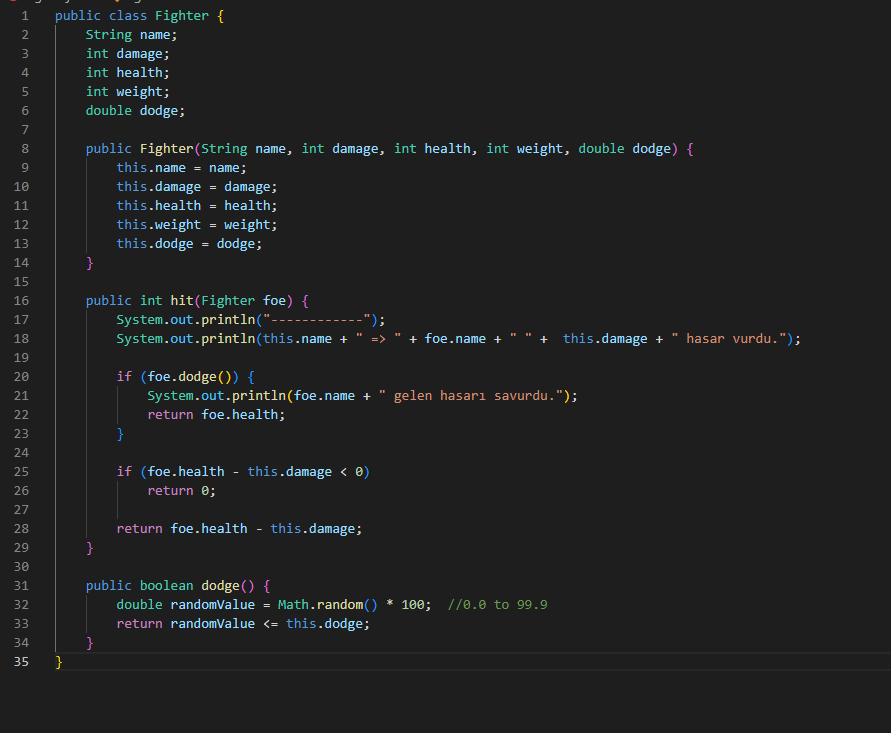 1 public class Fighter {
2 String name;
3 int damage;
4 int health;
5 int weight;
6 double dodge;
7
8 public Fighter(String name, int damage, int health, int weight, double dodge) {
9 this.name = name;
10 this.damage = damage;
11 this.health = health;
12 this.weight = weight;
13 this.dodge = dodge;
14 }
15
16 public int hit(Fighter foe) {
17 System.out.println("------------");
18 System.out.println(this.name + " => " + foe.name + " " +  this.damage + " hasar vurdu.");
19
20 if (foe.dodge()) {
21 System.out.println(foe.name + " gelen hasarı savurdu.");
22 return foe.health;
23 }
24
25 if (foe.health - this.damage < 0)
26 return 0;
27
28 return foe.health - this.damage;
29 }
30
31 public boolean dodge() {
32 double randomValue = Math.random() * 100;  //0.0 to 99.9
33 return randomValue <= this.dodge;
34 }
35 }